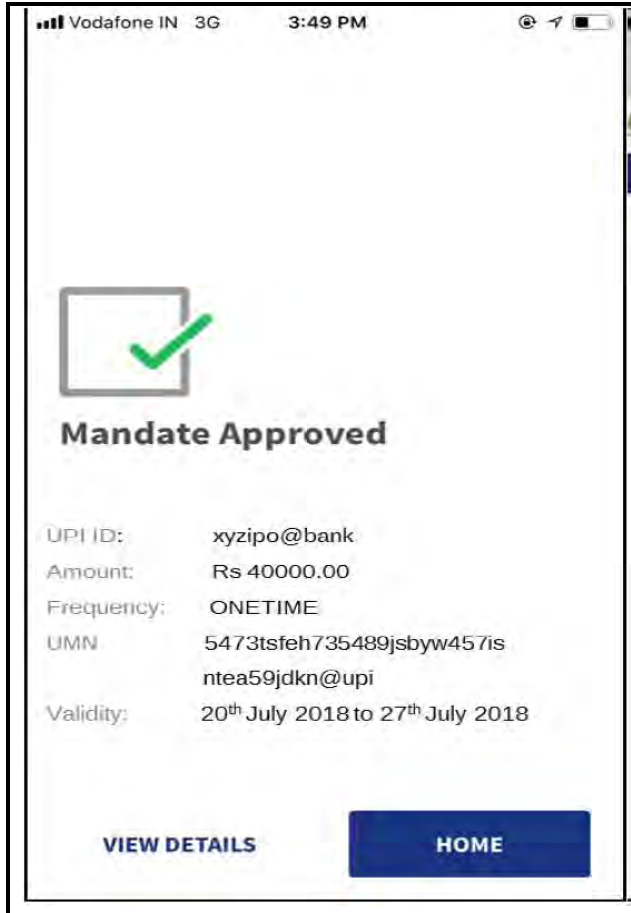 Vodafone IN 3G 3:49 PM
Mandate Approved
UPI ID: xyzipo@bank
Amount: Rs 40000.00
Frequency: ONETIME
UMN 5473tsfeh735489jsbyw457is
ntea59jdkn@upi
Validity: 20th July 2018 to 27th July 2018
VIEW DETAILS HOME